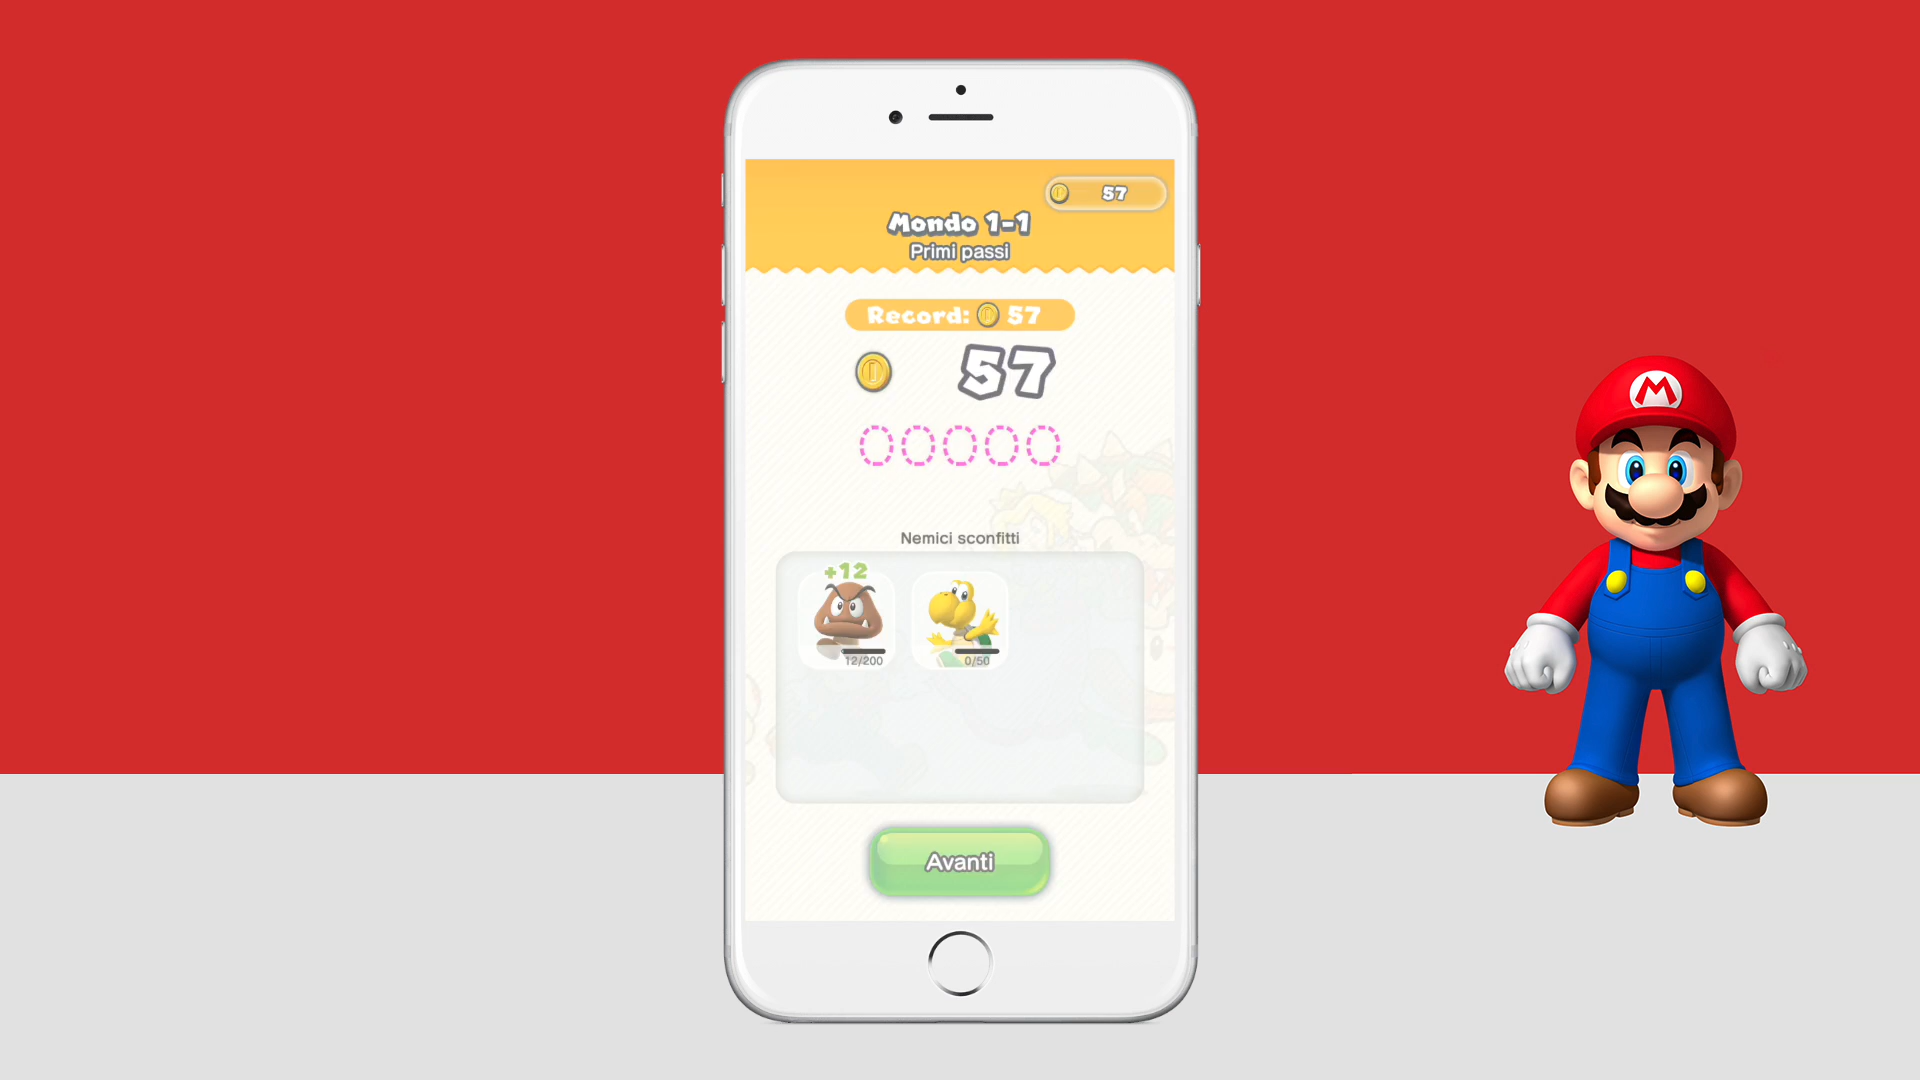 57
Mondo 1-1
Primi passi
Record: 57
57
Nemici sconfitti
+12
12/200
0/50
Avanti
M